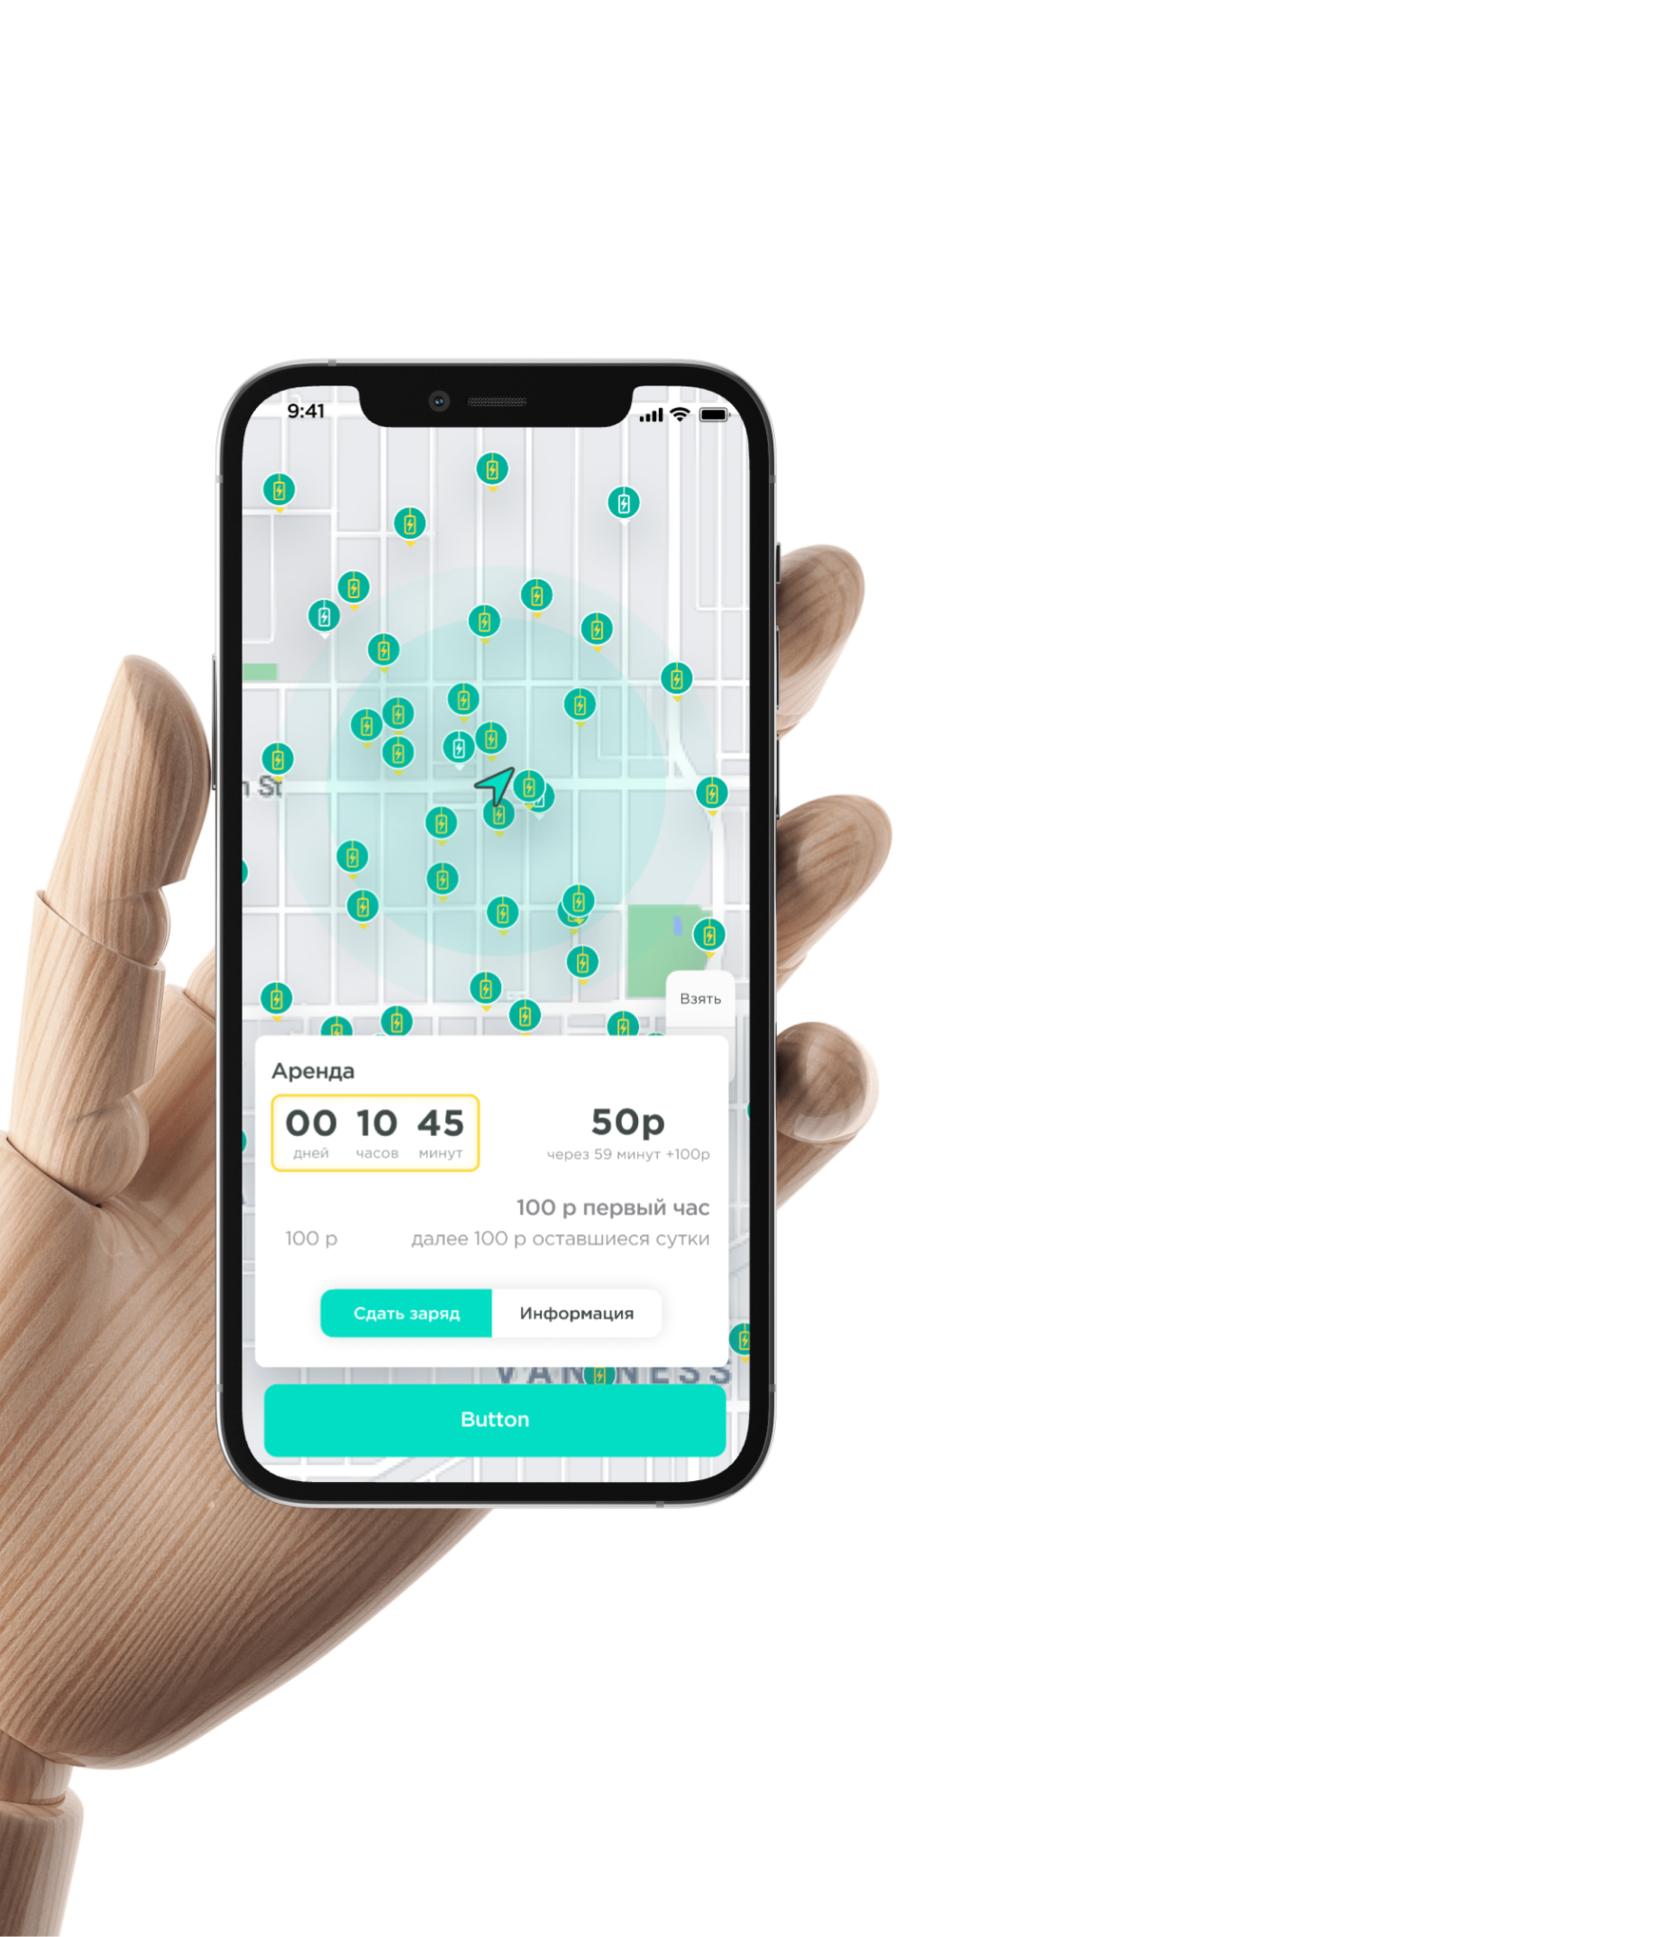 9:41
n St
Взять
Аренда
00 10 45
дней часов минут
50р
через 59 минут +100р
100 р первый час
100 р
далее 100 р оставшиеся сутки
Сдать заряд
Информация
VAN NESS
Button